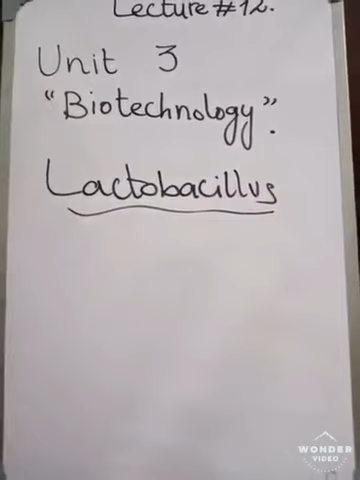 Lecture #12.
Unit 3
"Biotechnology".
Lactobacillus
WONDER
VIDEO